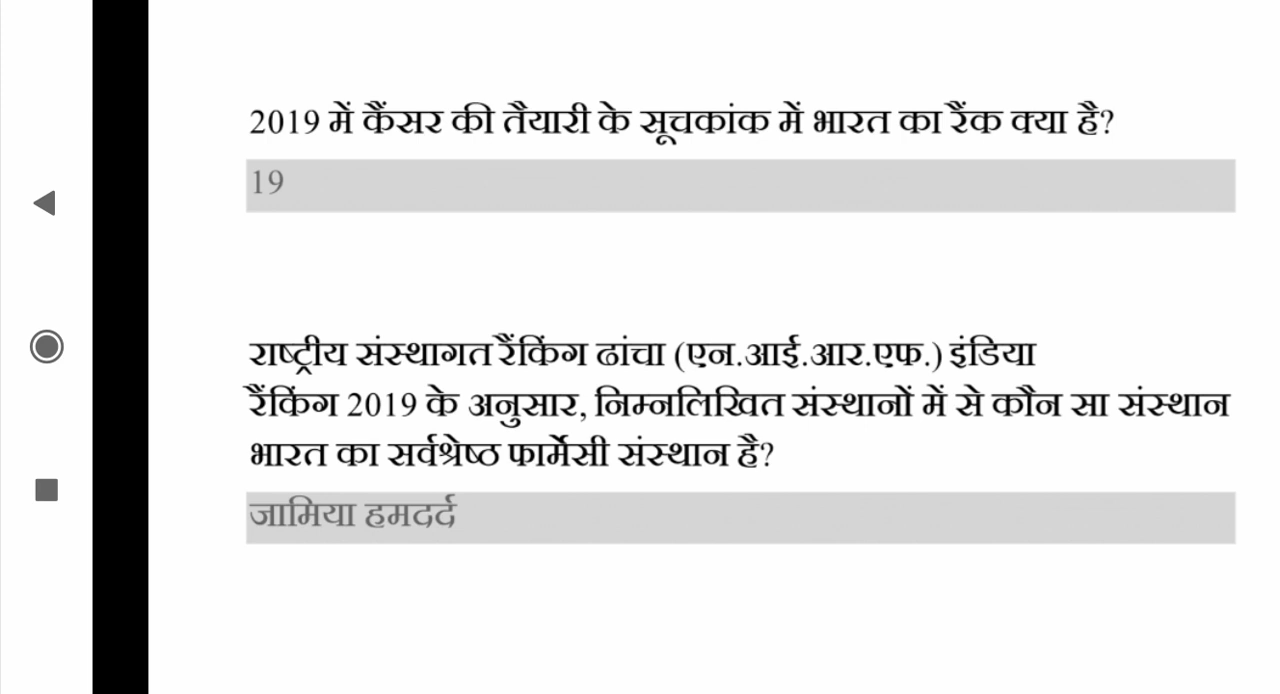 2019 में कैंसर की तैयारी के सूचकांक में भारत का रैंक क्या है?
19
राष्ट्रीय संस्थागत रैंकिंग ढांचा (एन.आई.आर.एफ.) इंडिया
रैंकिंग 2019 के अनुसार, निम्नलिखित संस्थानों में से कौन सा संस्थान
भारत का सर्वश्रेष्ठ फार्मेसी संस्थान है?
जामिया हमदर्द